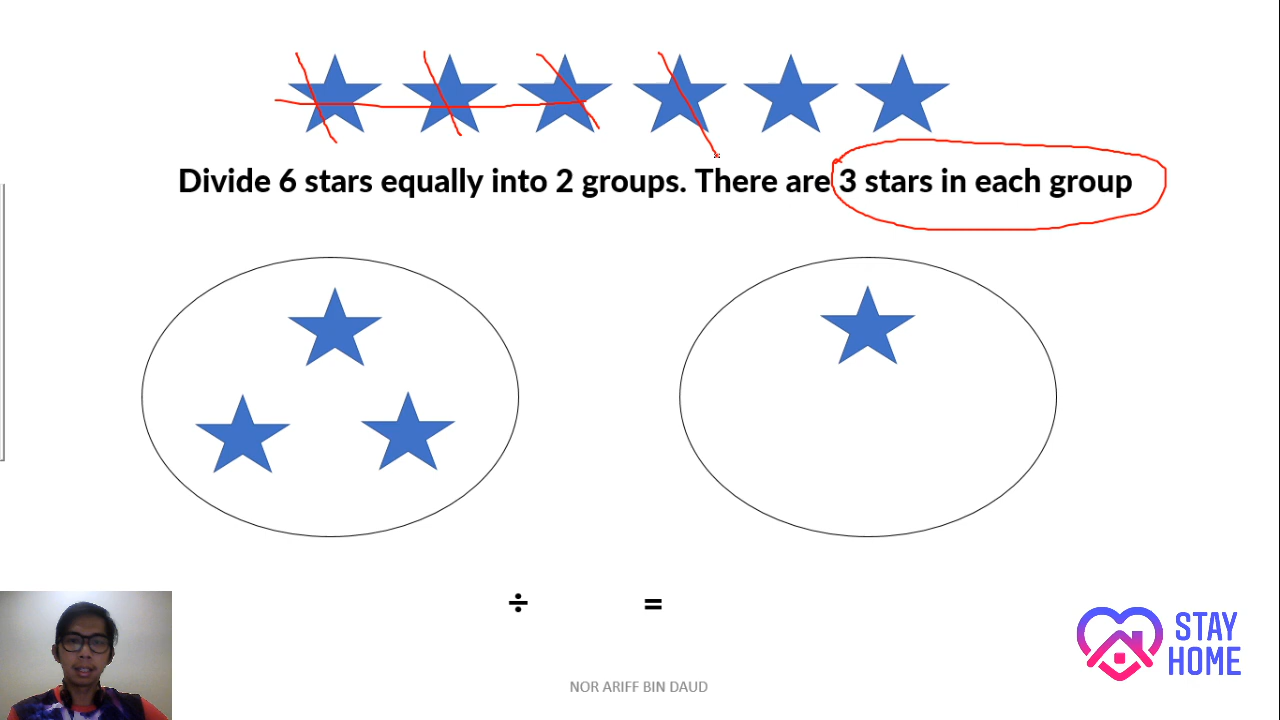 Divide 6 stars equally into 2 groups. There are 3 stars in each group
÷ =
STAY
HOME
NOR ARIFF BIN DAUD